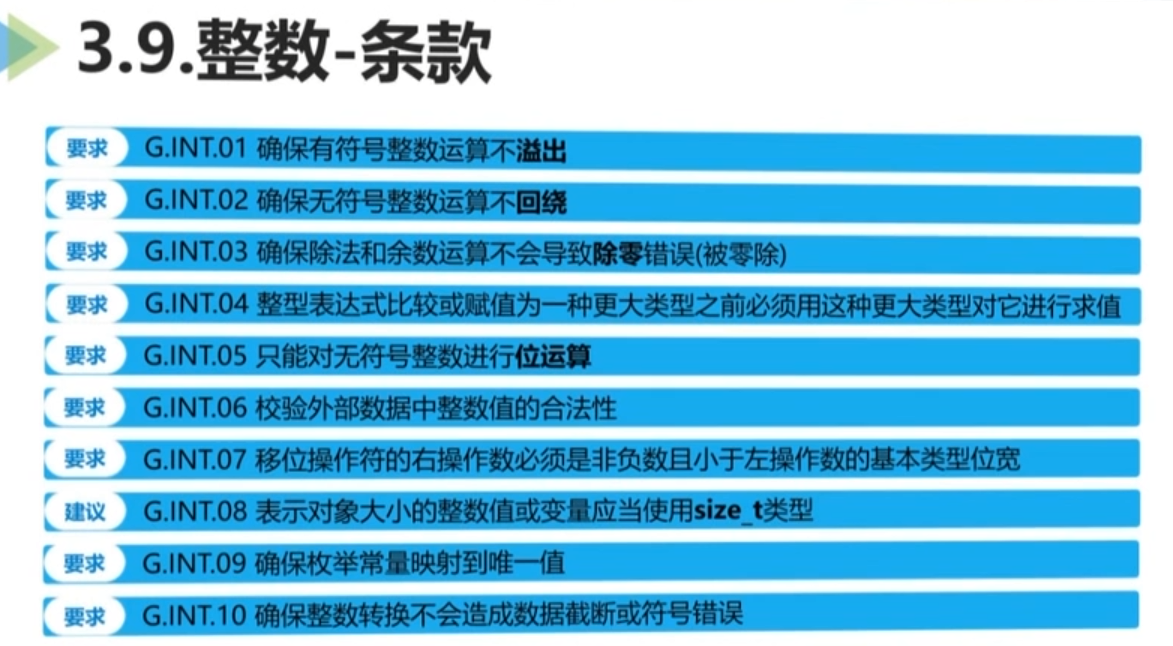 3.9.整数-条款
要求 G.INT.01 确保有符号整数运算不溢出
要求 G.INT.02 确保无符号整数运算不回绕
要求 G.INT.03 确保除法和余数运算不会导致除零错误(被零除)
要求 G.INT.04 整型表达式比较或赋值为一种更大类型之前必须用这种更大类型对它进行求值
要求 G.INT.05 只能对无符号整数进行位运算
要求 G.INT.06 校验外部数据中整数值的合法性
要求 G.INT.07 移位操作符的右操作数必须是非负数且小于左操作数的基本类型位宽
建议 G.INT.08 表示对象大小的整数值或变量应当使用size_t类型
要求 G.INT.09 确保枚举常量映射到唯一值
要求 G.INT.10 确保整数转换不会造成数据截断或符号错误